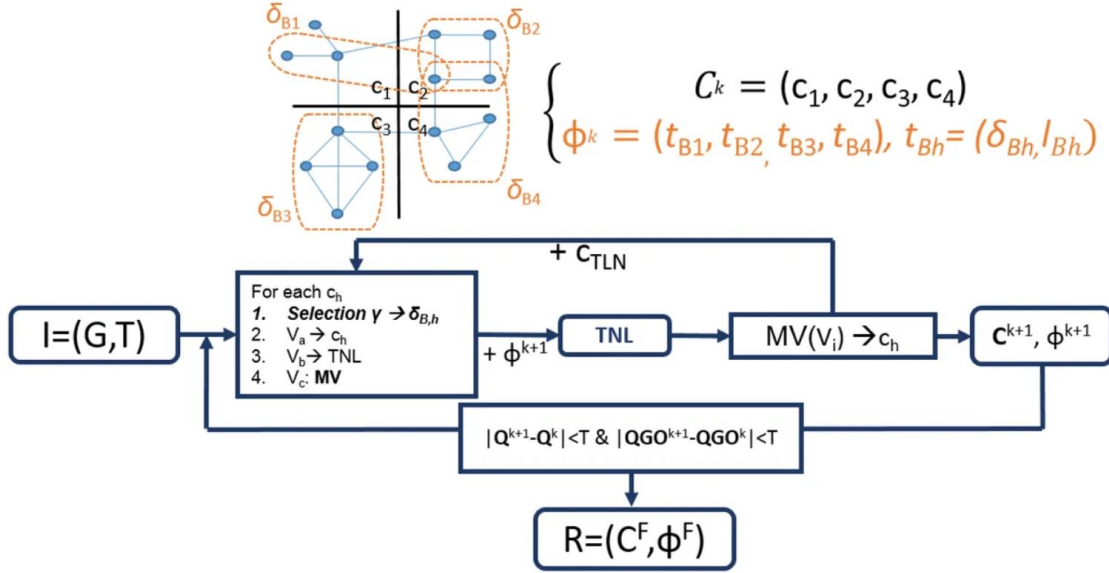 δB1
δB2
c1 c2
c3 c4
δB3
δB4
Cᵏ = (c1, c2, c3, c4)
ϕᵏ = (tB1, tB2, tB3, tB4), tBh= (δBh, lBh)
+ cTLN
I=(G,T)
For each ch
1. Selection γ → δB,h
2. Va → ch
3. Vb → TNL
4. Vc: MV
+ ϕᵏ⁺¹
TNL
MV(Vi) → ch
Cᵏ⁺¹, ϕᵏ⁺¹
|Qᵏ⁺¹-Qᵏ|<T & |QGOᵏ⁺¹-QGOᵏ|<T
R=(Cᶠ,ϕᶠ)